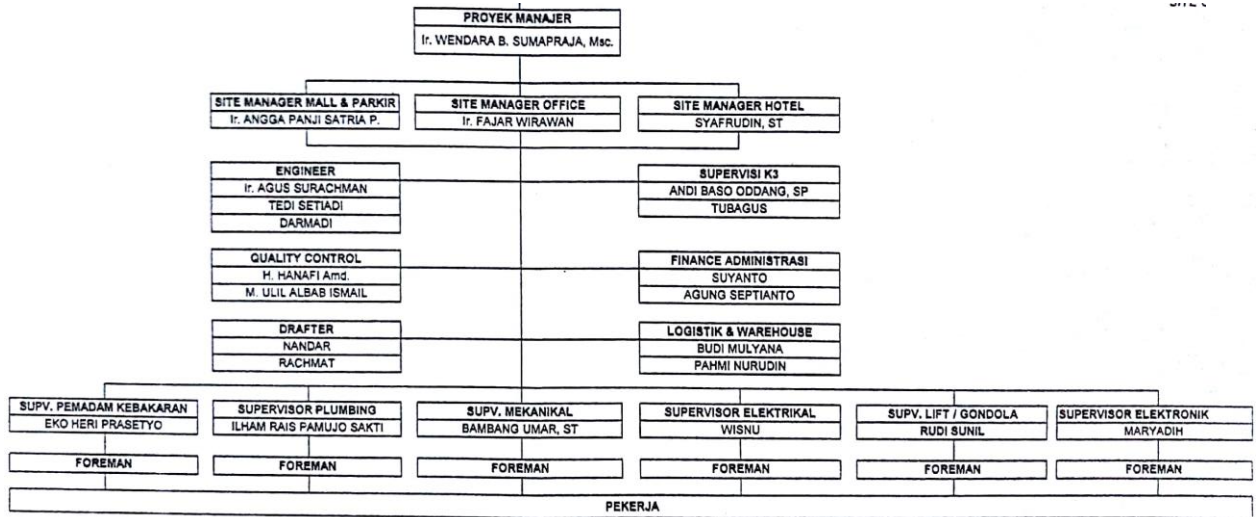 PROYEK MANAJER
Ir. WENDARA B. SUMAPRAJA, Msc.
SITE MANAGER MALL & PARKIR
Ir. ANGGA PANJI SATRIA P.
SITE MANAGER OFFICE
Ir. FAJAR WIRAWAN
SITE MANAGER HOTEL
SYAFRUDIN, ST
ENGINEER
Ir. AGUS SURACHMAN
TEDI SETIADI
DARMADI
SUPERVISI K3
ANDI BASO ODDANG, SP
TUBAGUS
QUALITY CONTROL
H. HANAFI Amd.
M. ULIL ALBAB ISMAIL
FINANCE ADMINISTRASI
SUYANTO
AGUNG SEPTIANTO
DRAFTER
NANDAR
RACHMAT
LOGISTIK & WAREHOUSE
BUDI MULYANA
PAHMI NURUDIN
SUPV. PEMADAM KEBAKARAN
EKO HERI PRASETYO
SUPERVISOR PLUMBING
ILHAM RAIS PAMUJO SAKTI
SUPV. MEKANIKAL
BAMBANG UMAR, ST
SUPERVISOR ELEKTRIKAL
WISNU
SUPV. LIFT / GONDOLA
RUDI SUNIL
SUPERVISOR ELEKTRONIK
MARYADIH
FOREMAN
FOREMAN
FOREMAN
FOREMAN
FOREMAN
FOREMAN
PEKERJA